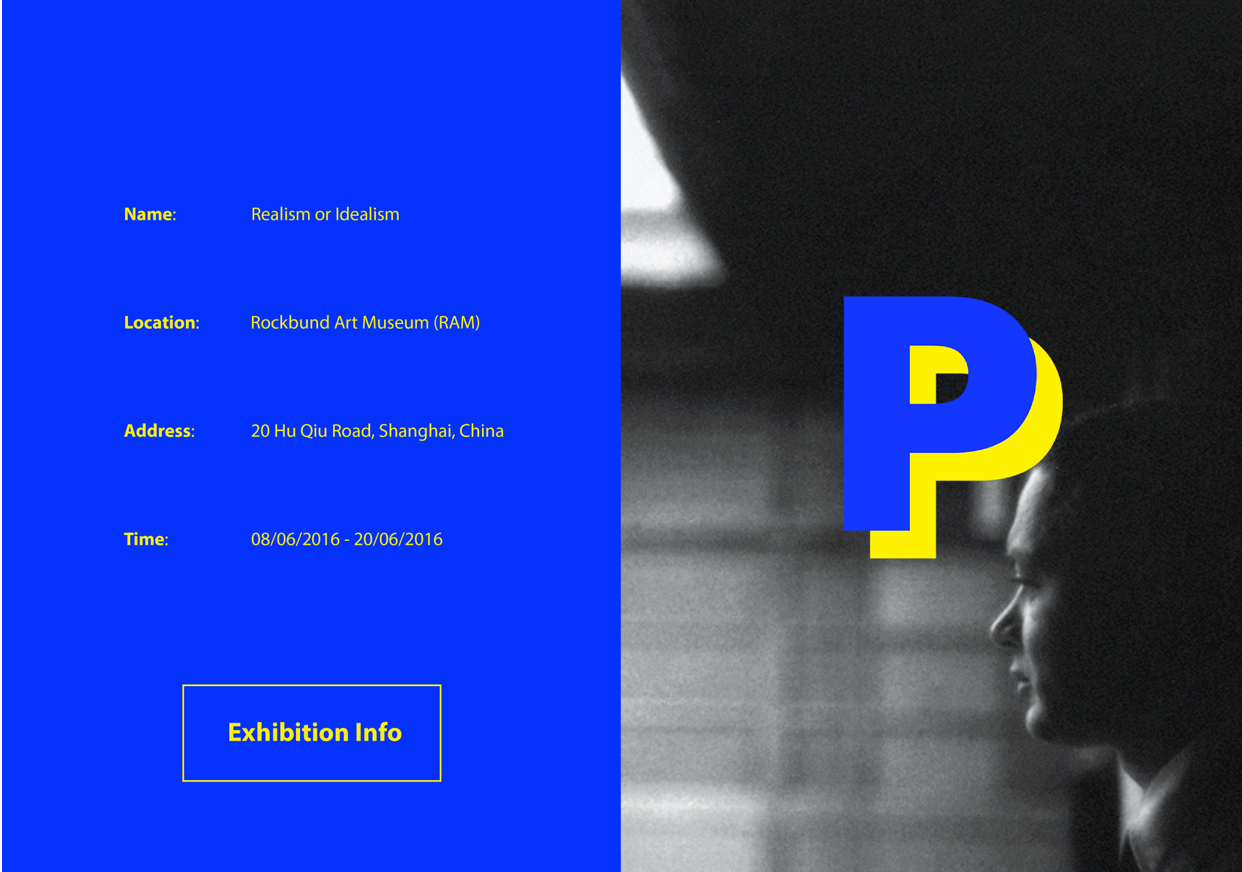 Name: Realism or Idealism
Location: Rockbund Art Museum (RAM)
Address: 20 Hu Qiu Road, Shanghai, China
Time: 08/06/2016 - 20/06/2016
Exhibition Info
P